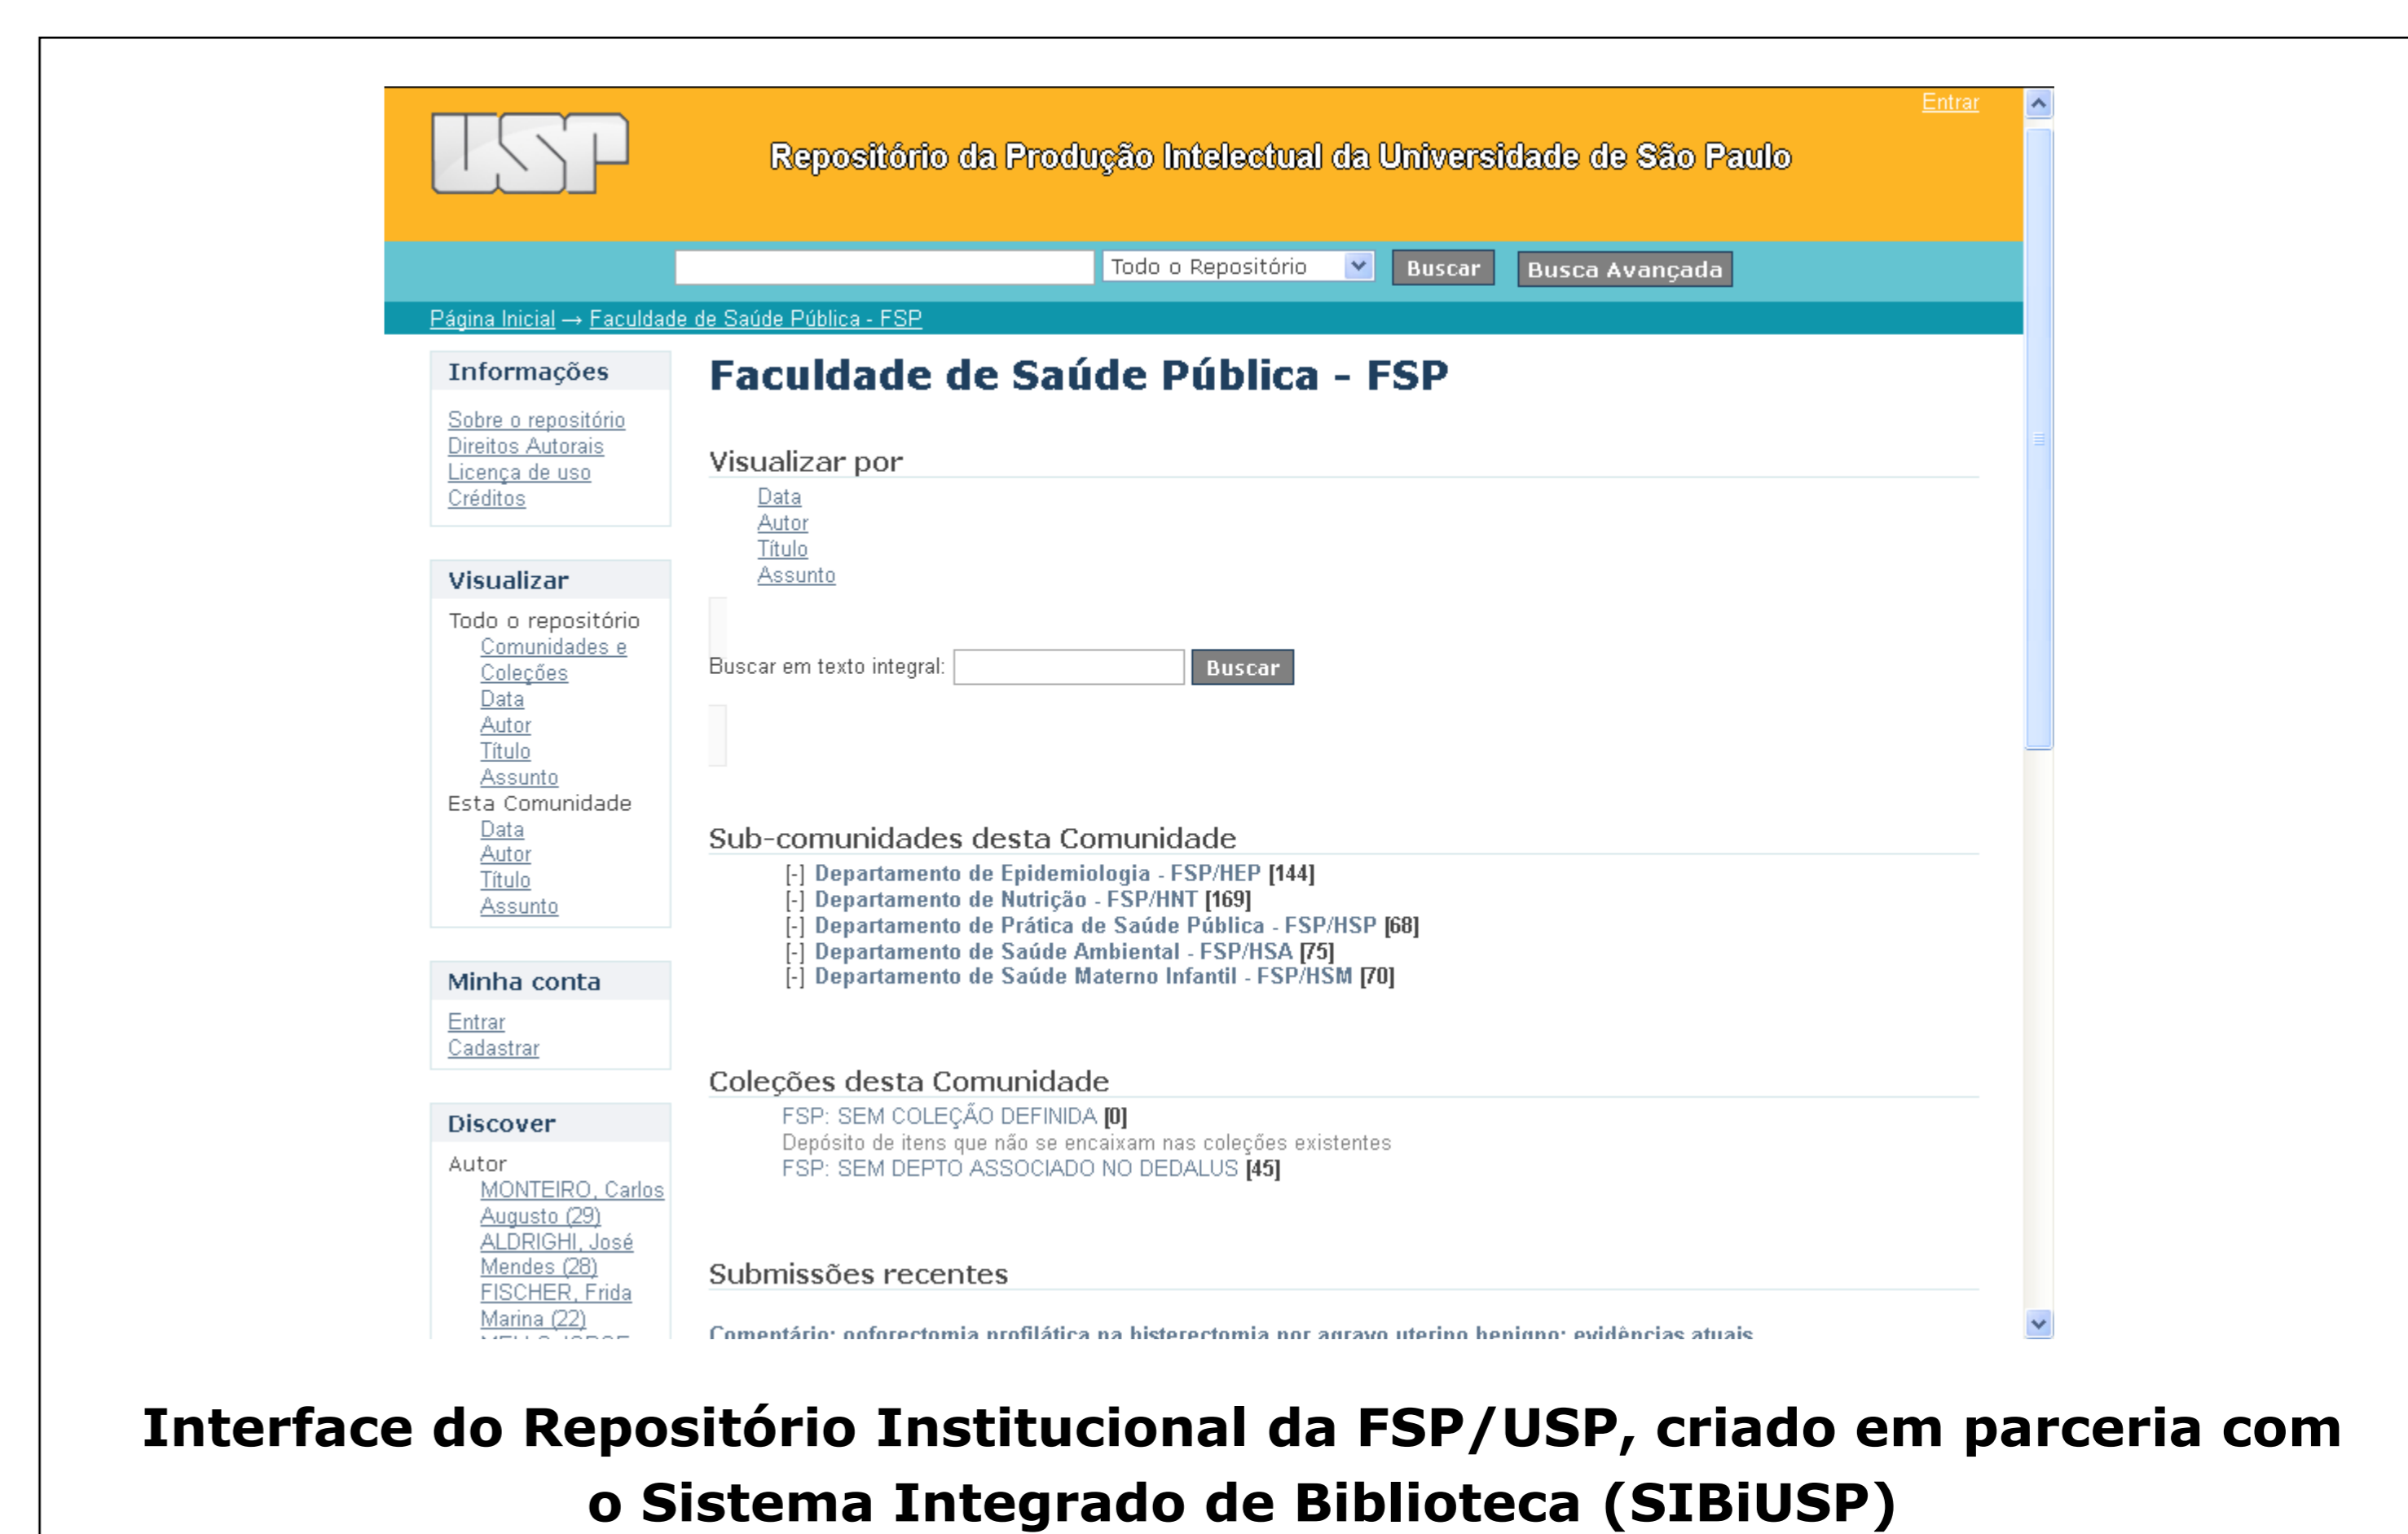 USP
Entrar
Repositório da Produção Intelectual da Universidade de São Paulo
Todo o Repositório
Buscar
Busca Avançada
Página Inicial → Faculdade de Saúde Pública - FSP
Informações
Sobre o repositório
Direitos Autorais
Licença de uso
Créditos
Visualizar
Todo o repositório
Comunidades e
Coleções
Data
Autor
Título
Assunto
Esta Comunidade
Data
Autor
Título
Assunto
Minha conta
Entrar
Cadastrar
Discover
Autor
MONTEIRO, Carlos
Augusto (29)
ALDRIGHI, José
Mendes (28)
FISCHER, Frida
Marina (22)
Faculdade de Saúde Pública - FSP
Visualizar por
Data
Autor
Título
Assunto
Buscar em texto integral:
Buscar
Sub-comunidades desta Comunidade
[-] Departamento de Epidemiologia - FSP/HEP [144]
[-] Departamento de Nutrição - FSP/HNT [169]
[-] Departamento de Prática de Saúde Pública - FSP/HSP [68]
[-] Departamento de Saúde Ambiental - FSP/HSA [75]
[-] Departamento de Saúde Materno Infantil - FSP/HSM [70]
Coleções desta Comunidade
FSP: SEM COLEÇÃO DEFINIDA [0]
Depósito de itens que não se encaixam nas coleções existentes
FSP: SEM DEPTO ASSOCIADO NO DEDALUS [45]
Submissões recentes
Comentário: ooforectomia profilática na histerectomia por agravo uterino benigno: evidências atuais
Interface do Repositório Institucional da FSP/USP, criado em parceria com
o Sistema Integrado de Biblioteca (SIBiUSP)